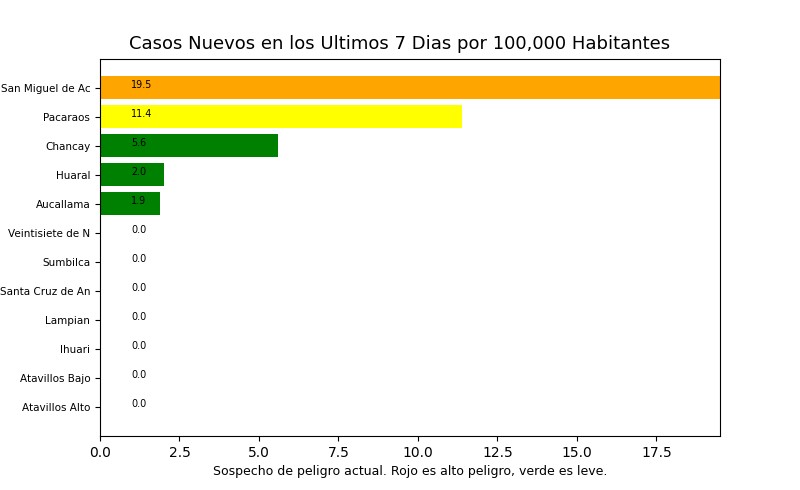 Casos Nuevos en los Ultimos 7 Dias por 100,000 Habitantes
San Miguel de Ac 19.5
Pacaraos 11.4
Chancay 5.6
Huaral 2.0
Aucallama 1.9
Veintisiete de N 0.0
Sumbilca 0.0
Santa Cruz de An 0.0
Lampian 0.0
Ihuari 0.0
Atavillos Bajo 0.0
Atavillos Alto 0.0
0.0 2.5 5.0 7.5 10.0 12.5 15.0 17.5
Sospecho de peligro actual. Rojo es alto peligro, verde es leve.